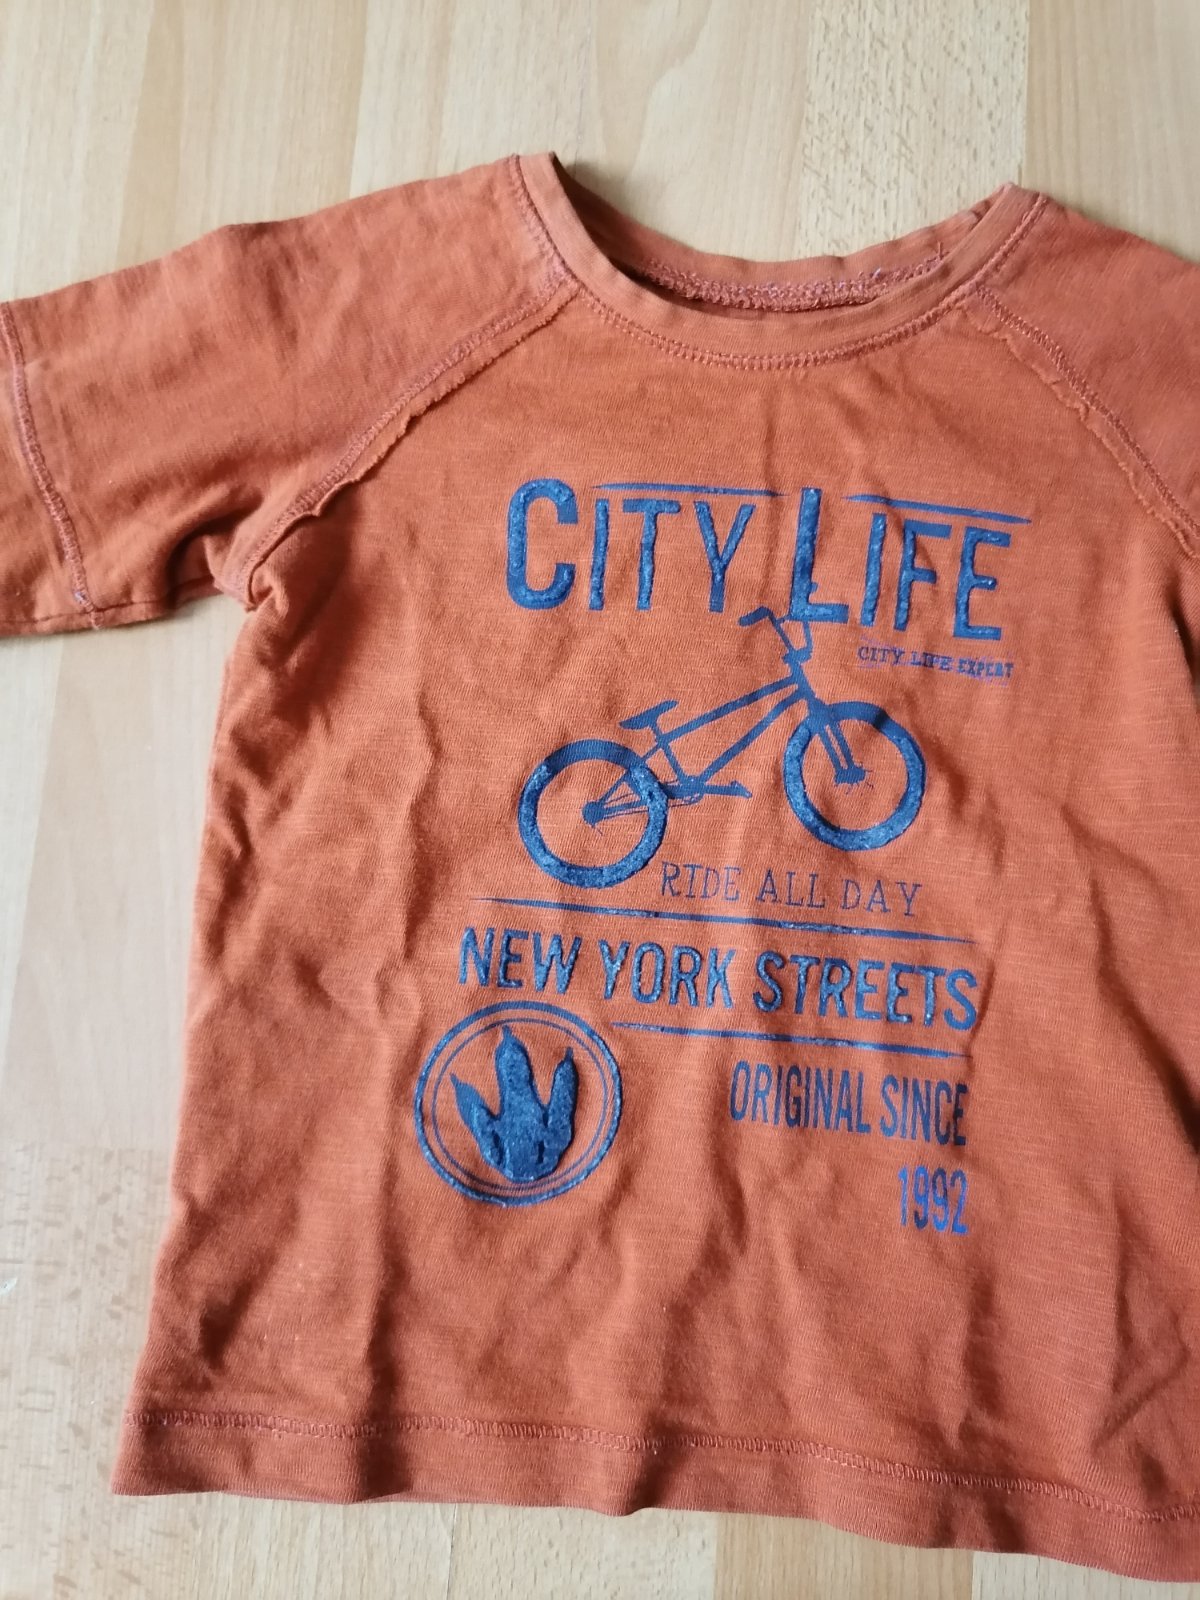 CITY LIFE
CITY LIFE EXPERT
RIDE ALL DAY
NEW YORK STREETS
ORIGINAL SINCE
1992